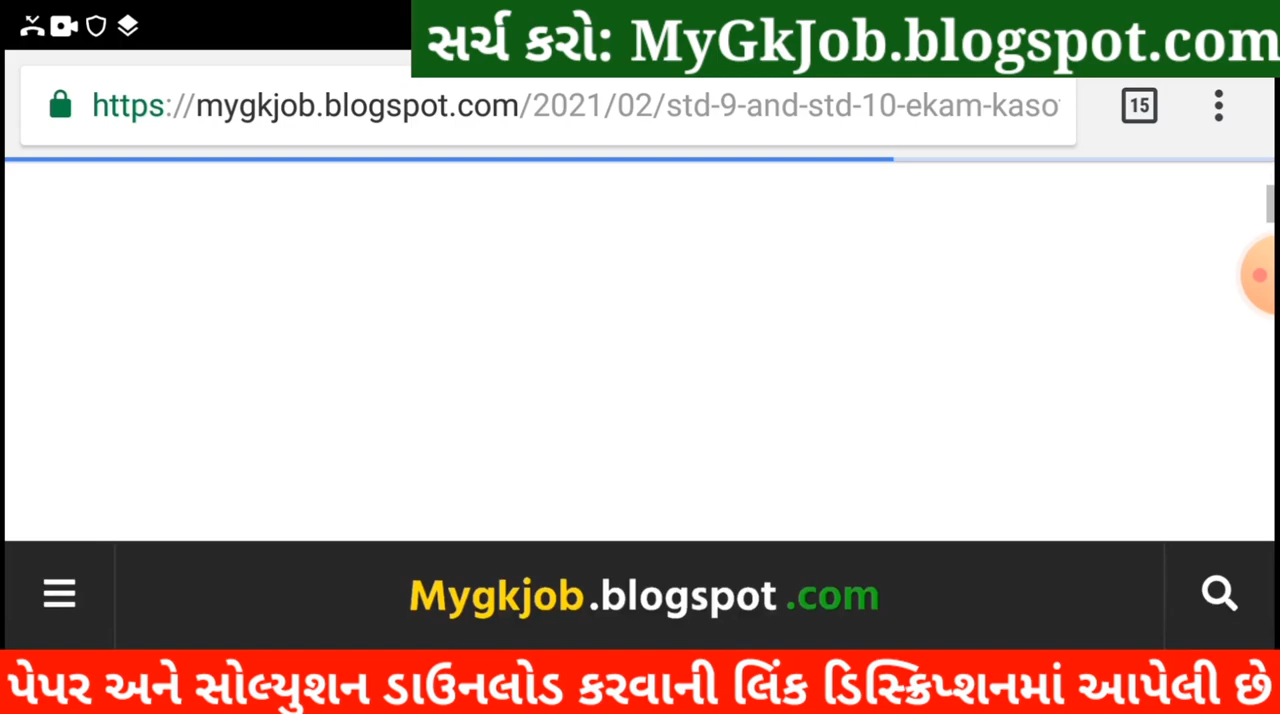 સર્ચ કરો: MyGkJob.blogspot.com
https://mygkjob.blogspot.com/2021/02/std-9-and-std-10-ekam-kaso
15
Mygkjob.blogspot.com
પેપર અને સોલ્યુશન ડાઉનલોડ કરવાની લિંક ડિસ્ક્રિપ્શનમાં આપેલી છે